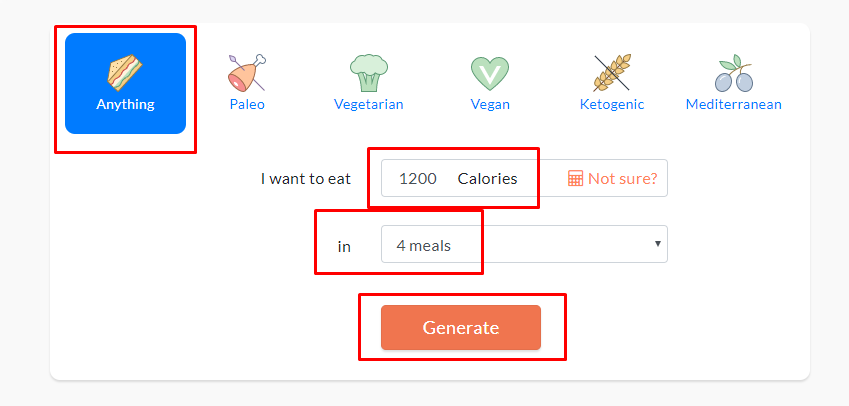 Anything
Paleo
Vegetarian
Vegan
Ketogenic
Mediterranean
I want to eat 1200 Calories Not sure?
in 4 meals
Generate